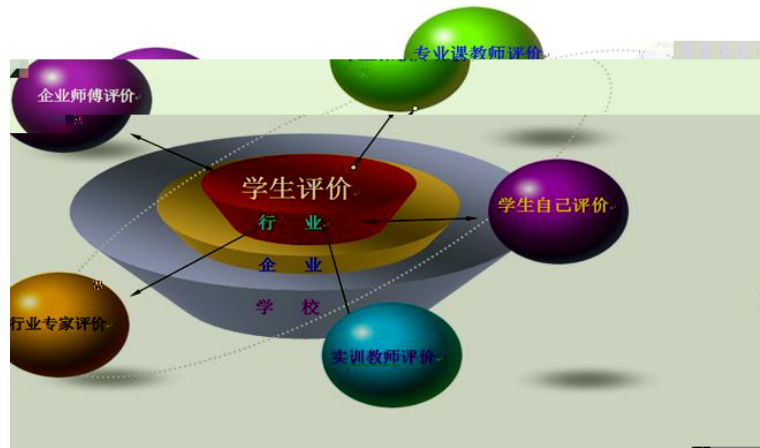 专业课教师评价
企业师傅评价
学生评价
学生自己评价
行 业
企 业
学 校
行业专家评价
实训教师评价